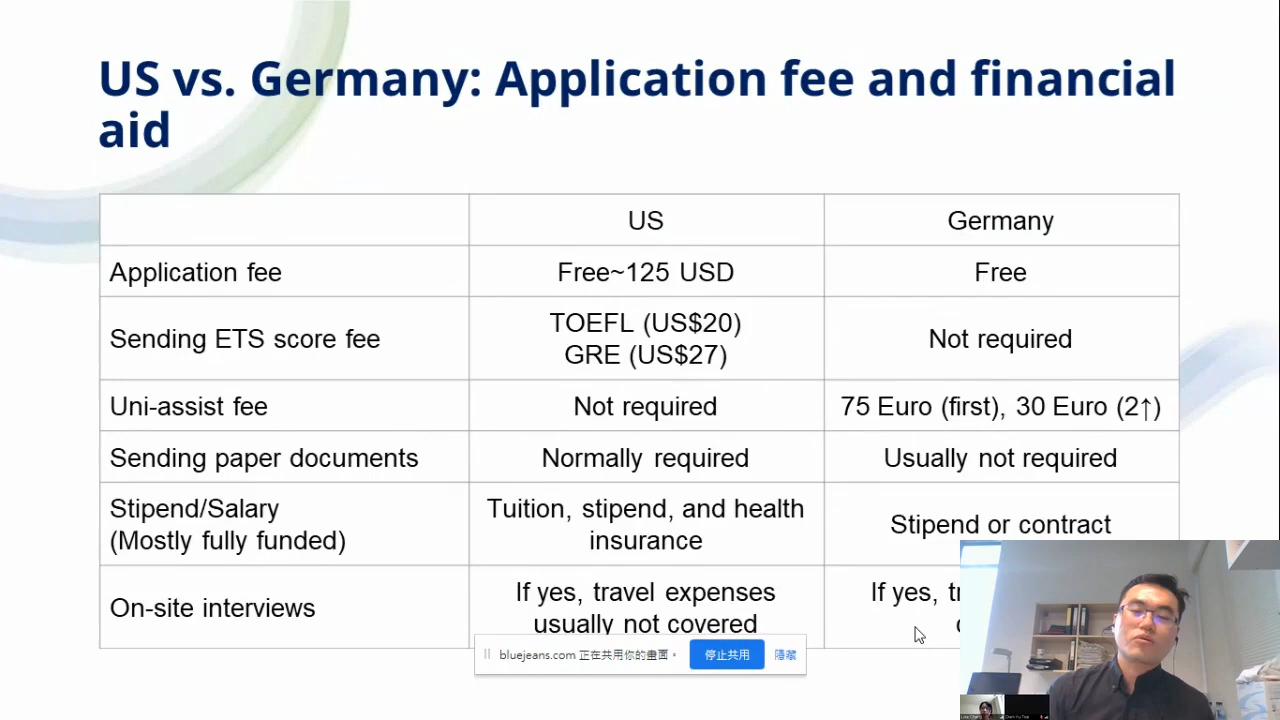 US vs. Germany: Application fee and financial
aid
US
Germany
Application fee
Free~125 USD
Free
Sending ETS score fee
TOEFL (US$20)
GRE (US$27)
Not required
Uni-assist fee
Not required
75 Euro (first), 30 Euro (2↑)
Sending paper documents
Normally required
Usually not required
Stipend/Salary
(Mostly fully funded)
Tuition, stipend, and health
insurance
Stipend or contract
On-site interviews
If yes, travel expenses
usually not covered
If yes,
bluejeans.com 正在共用你的畫面。
停止共用
隱藏